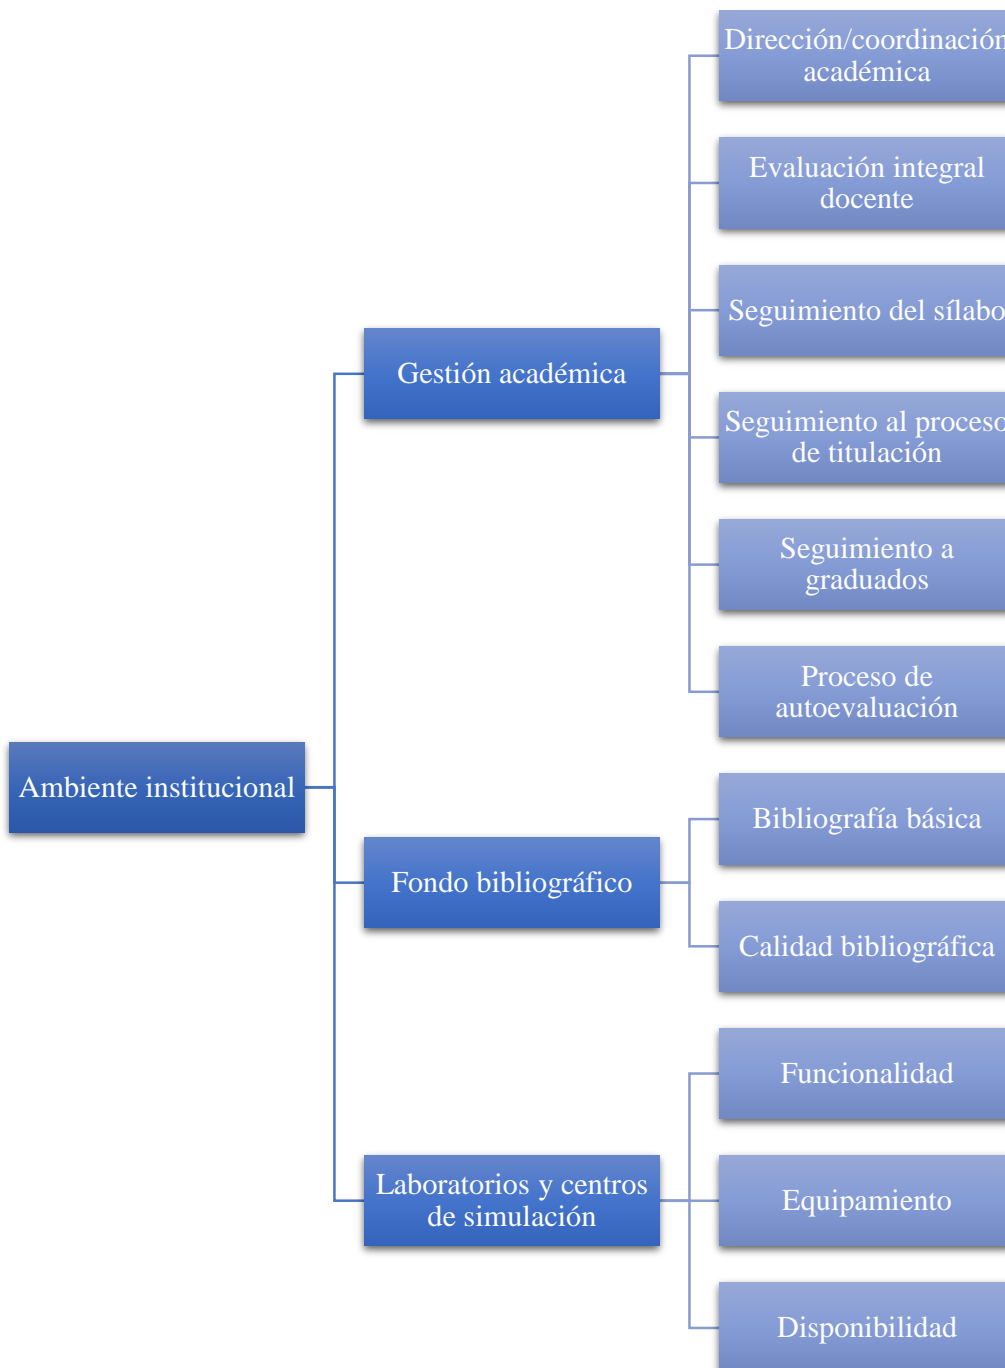 Dirección/coordinación
académica
Evaluación integral
docente
Seguimiento del sílabo
Gestión académica
Seguimiento al proceso
de titulación
Seguimiento a
graduados
Proceso de
autoevaluación
Ambiente institucional
Bibliografía básica
Fondo bibliográfico
Calidad bibliográfica
Funcionalidad
Laboratorios y centros
de simulación
Equipamiento
Disponibilidad